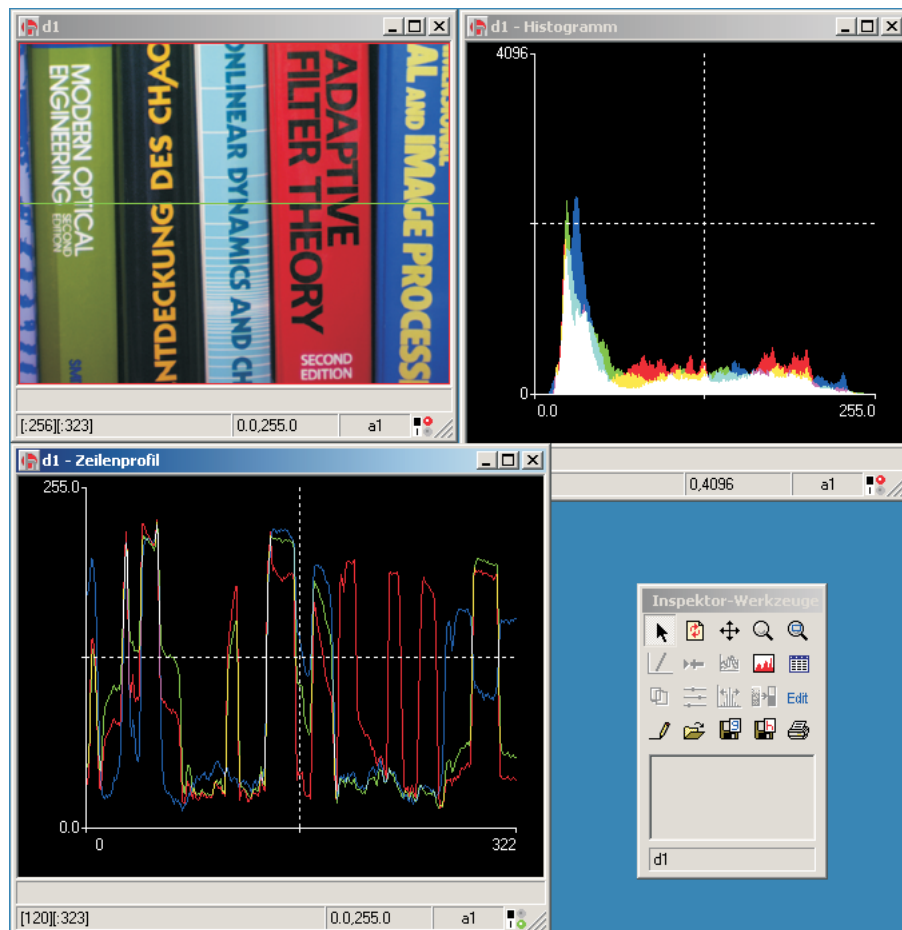 d1
MODERN OPTICAL
ENGINEERING
SECOND
EDITION
SM
ENTDECKUNG DES CHAO
ONLINEAR DYNAMICS AND CH
ADAPTIVE
FILTER THEORY
SECOND
EDITION
AL AND IMAGE PROCESS
[:256][:323]
0.0,255.0
a1
d1 - Histogramm
4096
0
0.0
255.0
0,4096
a1
d1 - Zeilenprofil
255.0
0.0
0
322
[120][:323]
0.0,255.0
a1
Inspektor-Werkzeuge
Edit
d1